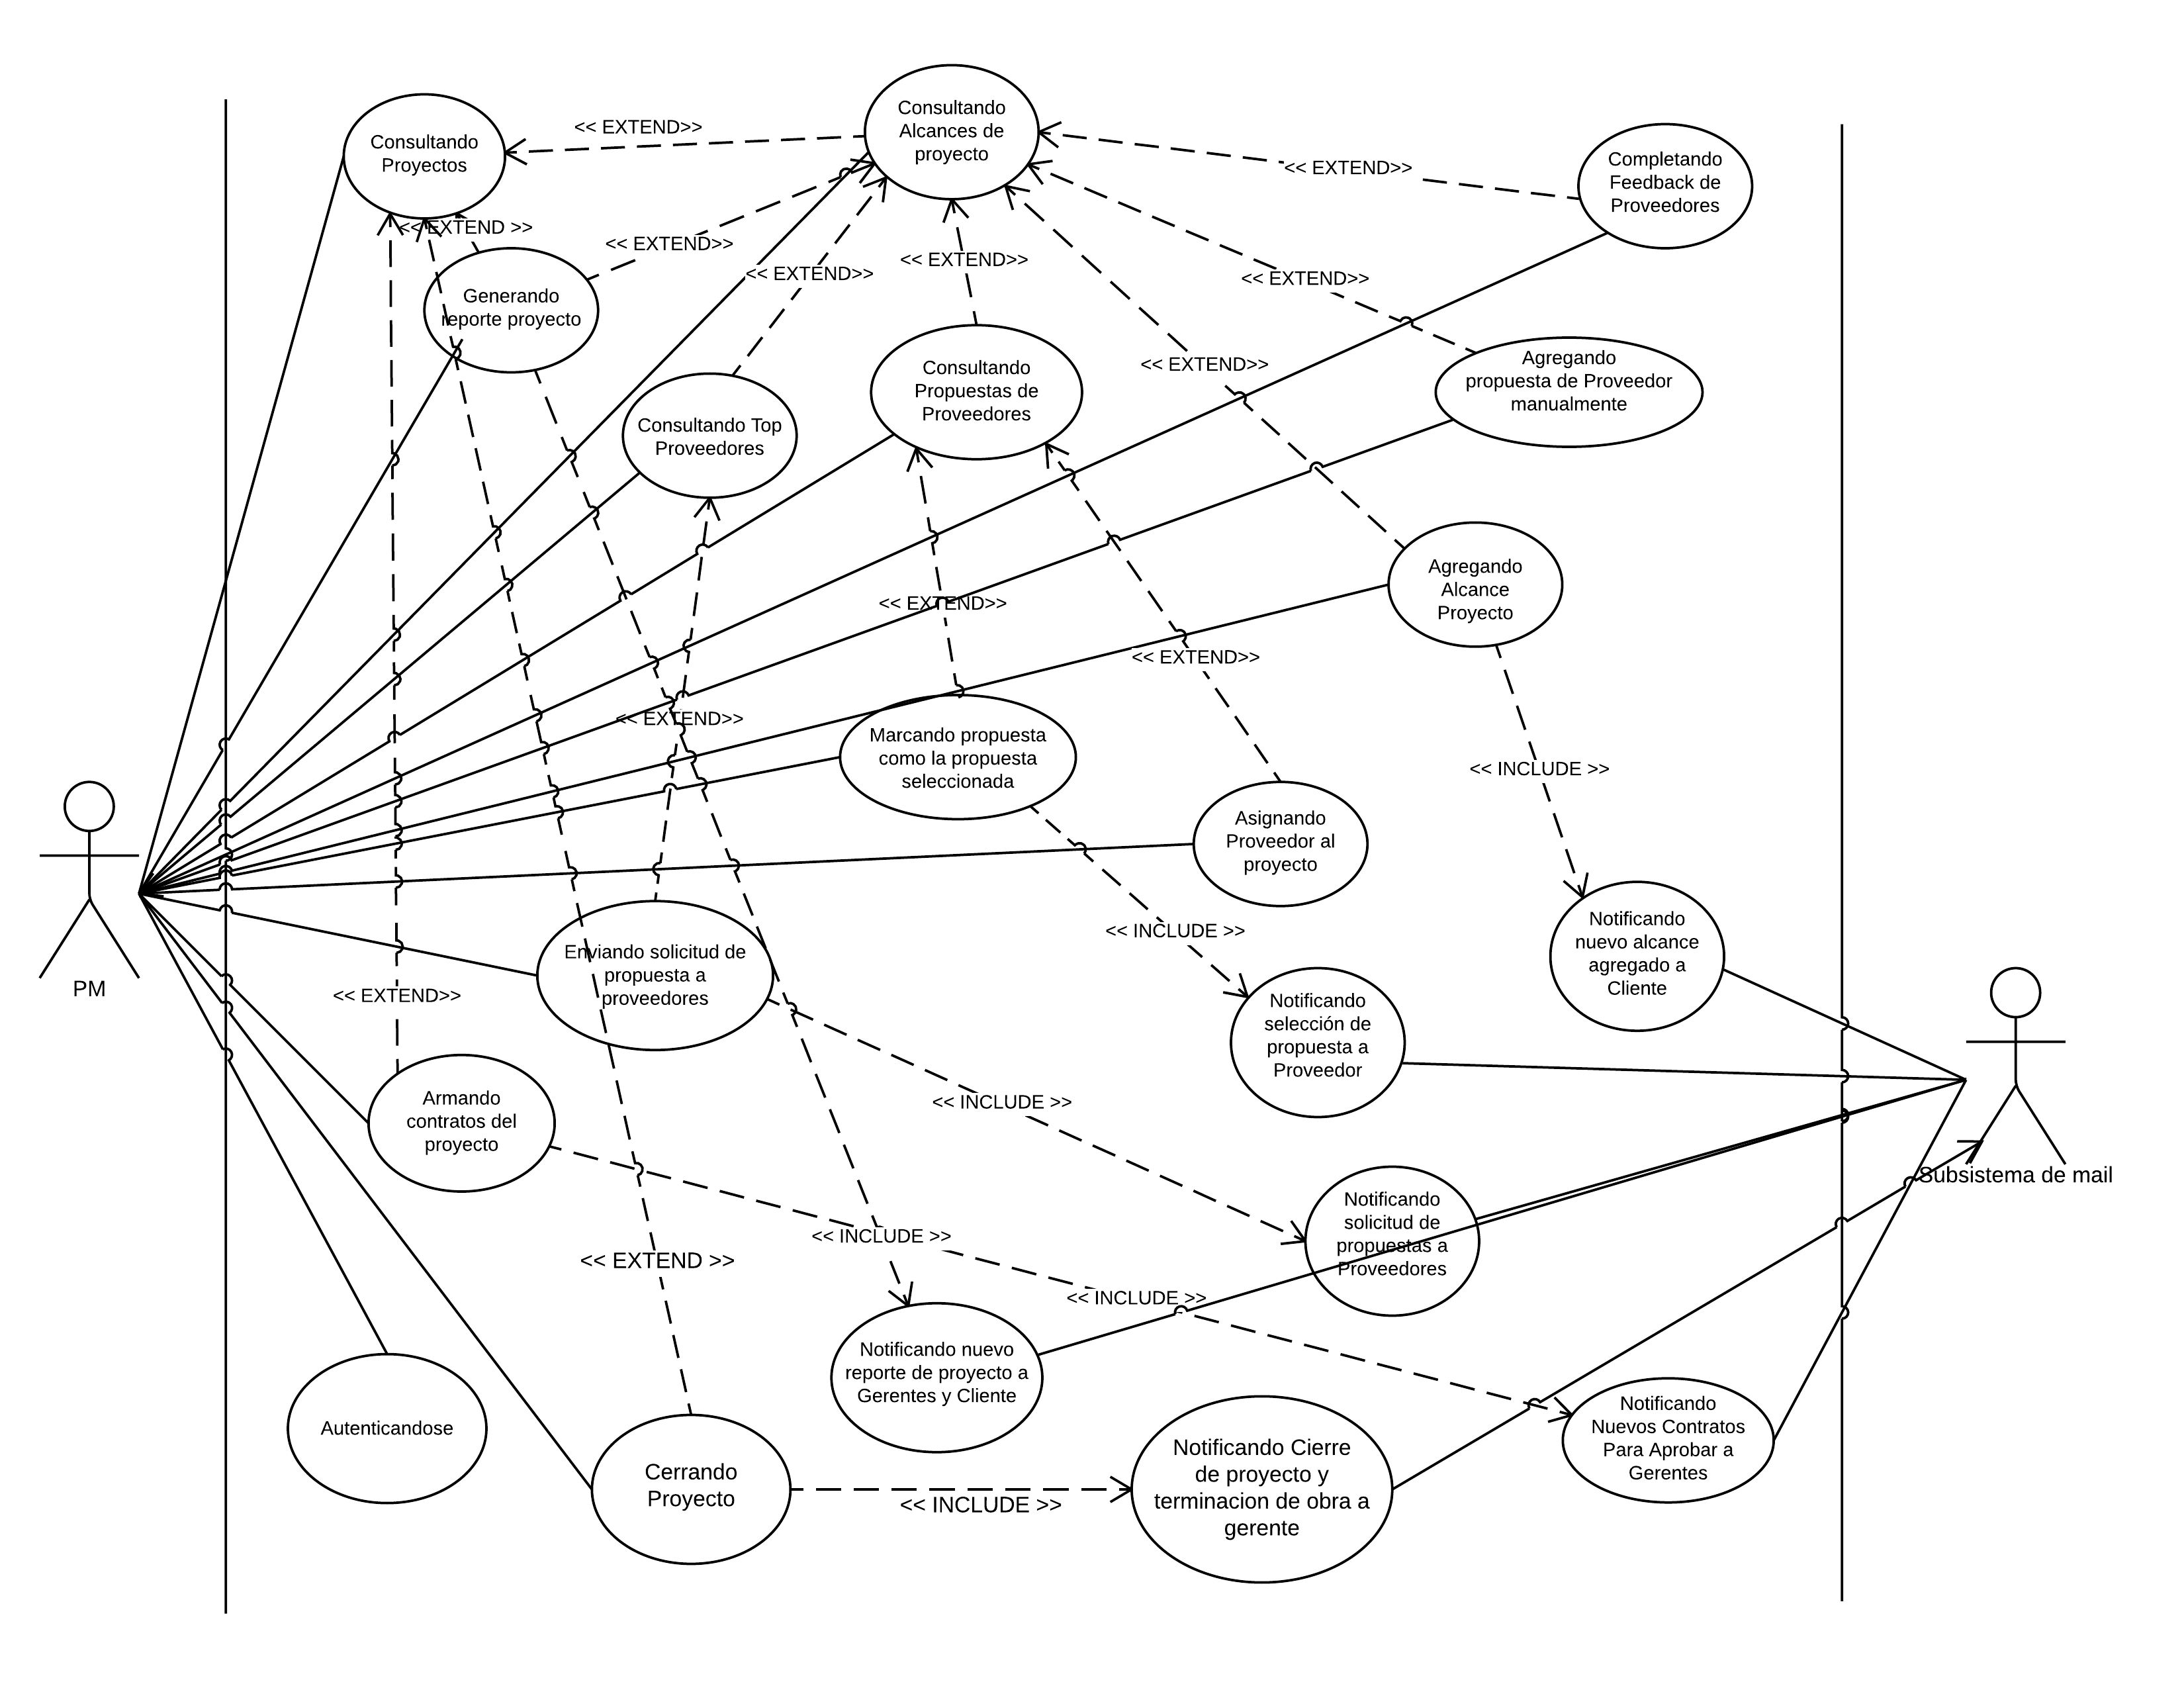 Consultando
Proyectos
<< EXTEND>>
Consultando
Alcances de
proyecto
<< EXTEND>>
Completando
Feedback de
Proveedores
<< EXTEND >>
<< EXTEND>>
<< EXTEND>>
<< EXTEND>>
<< EXTEND>>
Generando
reporte proyecto
Consultando Top
Proveedores
Consultando
Propuestas de
Proveedores
<< EXTEND>>
Agregando
propuesta de Proveedor
manualmente
Agregando
Alcance
Proyecto
<< EXTEND>>
<< EXTEND>>
<< EXTEND>>
Marcando propuesta
como la propuesta
seleccionada
<< INCLUDE >>
Asignando
Proveedor al
proyecto
PM
Enviando solicitud de
propuesta a
proveedores
<< INCLUDE >>
Notificando
nuevo alcance
agregado a
Cliente
<< EXTEND>>
Notificando
selección de
propuesta a
Proveedor
Armando
contratos del
proyecto
<< INCLUDE >>
Subsistema de mail
Notificando
solicitud de
propuestas a
Proveedores
<< INCLUDE >>
<< EXTEND >>
<< INCLUDE >>
Notificando nuevo
reporte de proyecto a
Gerentes y Cliente
Autenticandose
Cerrando
Proyecto
<< INCLUDE >>
Notificando Cierre
de proyecto y
terminacion de obra a
gerente
Notificando
Nuevos Contratos
Para Aprobar a
Gerentes